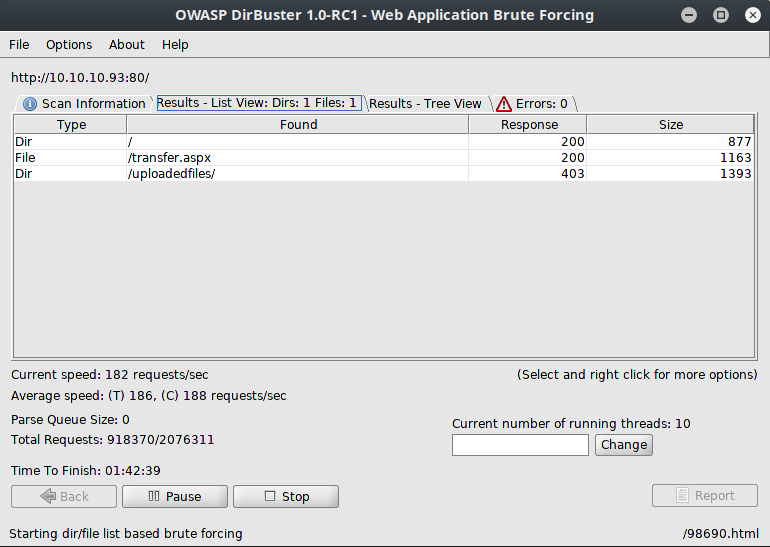 OWASP DirBuster 1.0-RC1 - Web Application Brute Forcing
File Options About Help
http://10.10.10.93:80/
Scan Information Results - List View: Dirs: 1 Files: 1 Results - Tree View Errors: 0
Type Found Response Size
Dir / 200 877
File /transfer.aspx 200 1163
Dir /uploadedfiles/ 403 1393
Current speed: 182 requests/sec (Select and right click for more options)
Average speed: (T) 186, (C) 188 requests/sec
Parse Queue Size: 0 Current number of running threads: 10
Total Requests: 918370/2076311 Change
Time To Finish: 01:42:39
Back Pause Stop Report
Starting dir/file list based brute forcing /98690.html